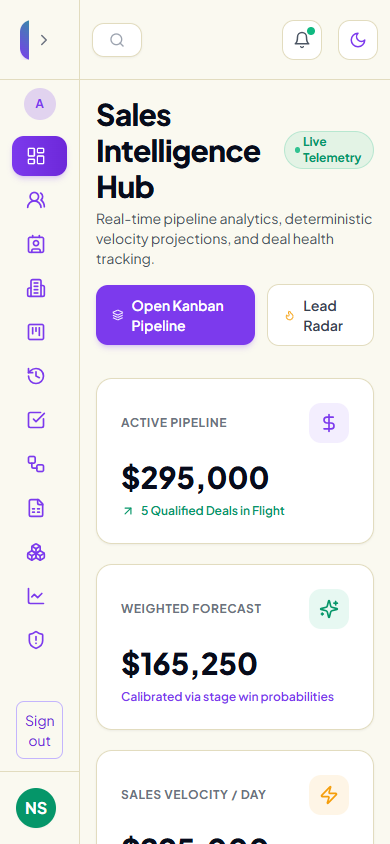 A
Sales
Intelligence
Hub
Live
Telemetry
Real-time pipeline analytics, deterministic
velocity projections, and deal health
tracking.
Open Kanban
Pipeline
Lead
Radar
ACTIVE PIPELINE
$295,000
5 Qualified Deals in Flight
WEIGHTED FORECAST
$165,250
Calibrated via stage win probabilities
SALES VELOCITY / DAY
Sign
out
NS